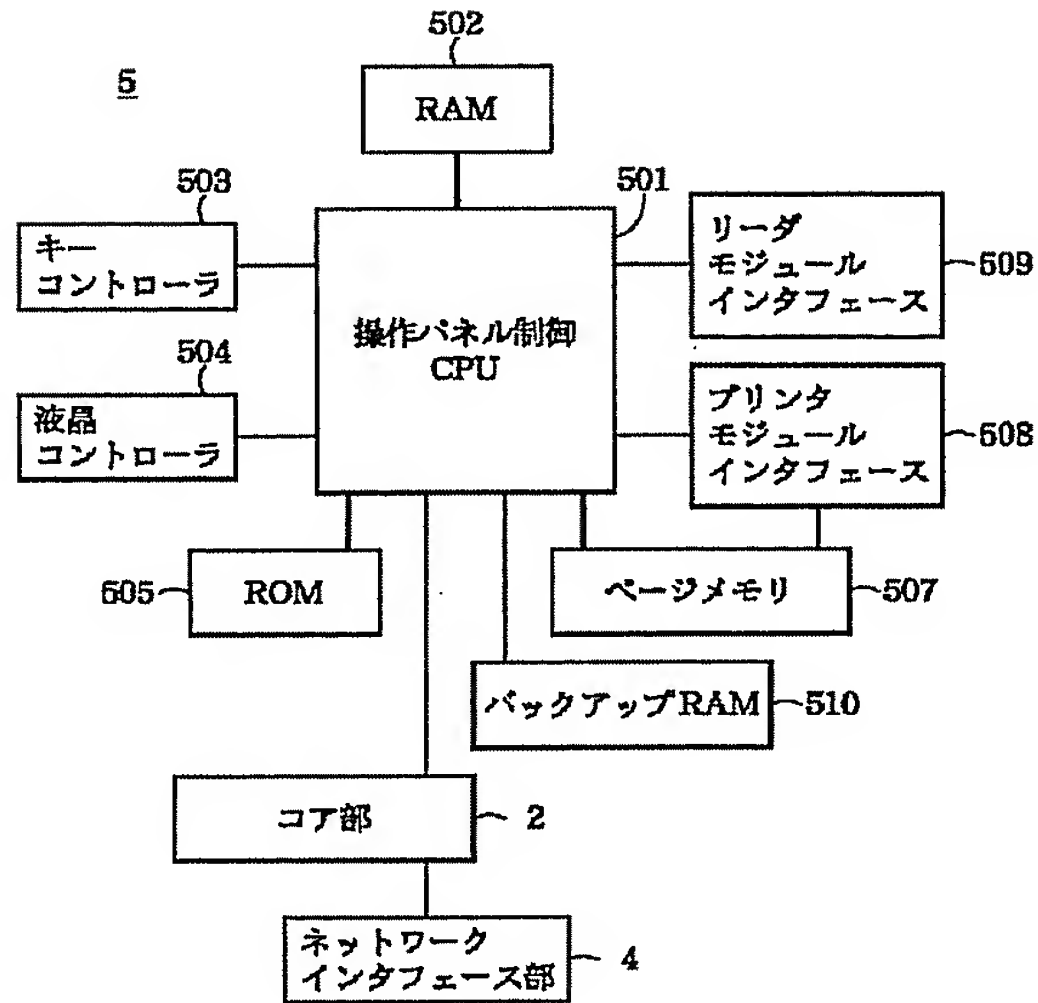 502
5
RAM
503
501
キー
コントローラ
リーダ
モジュール
インタフェース
509
操作パネル制御
CPU
504
液晶
コントローラ
プリンタ
モジュール
インタフェース
508
505
ROM
ページメモリ
507
バックアップRAM
510
コア部
2
ネットワーク
インタフェース部
4